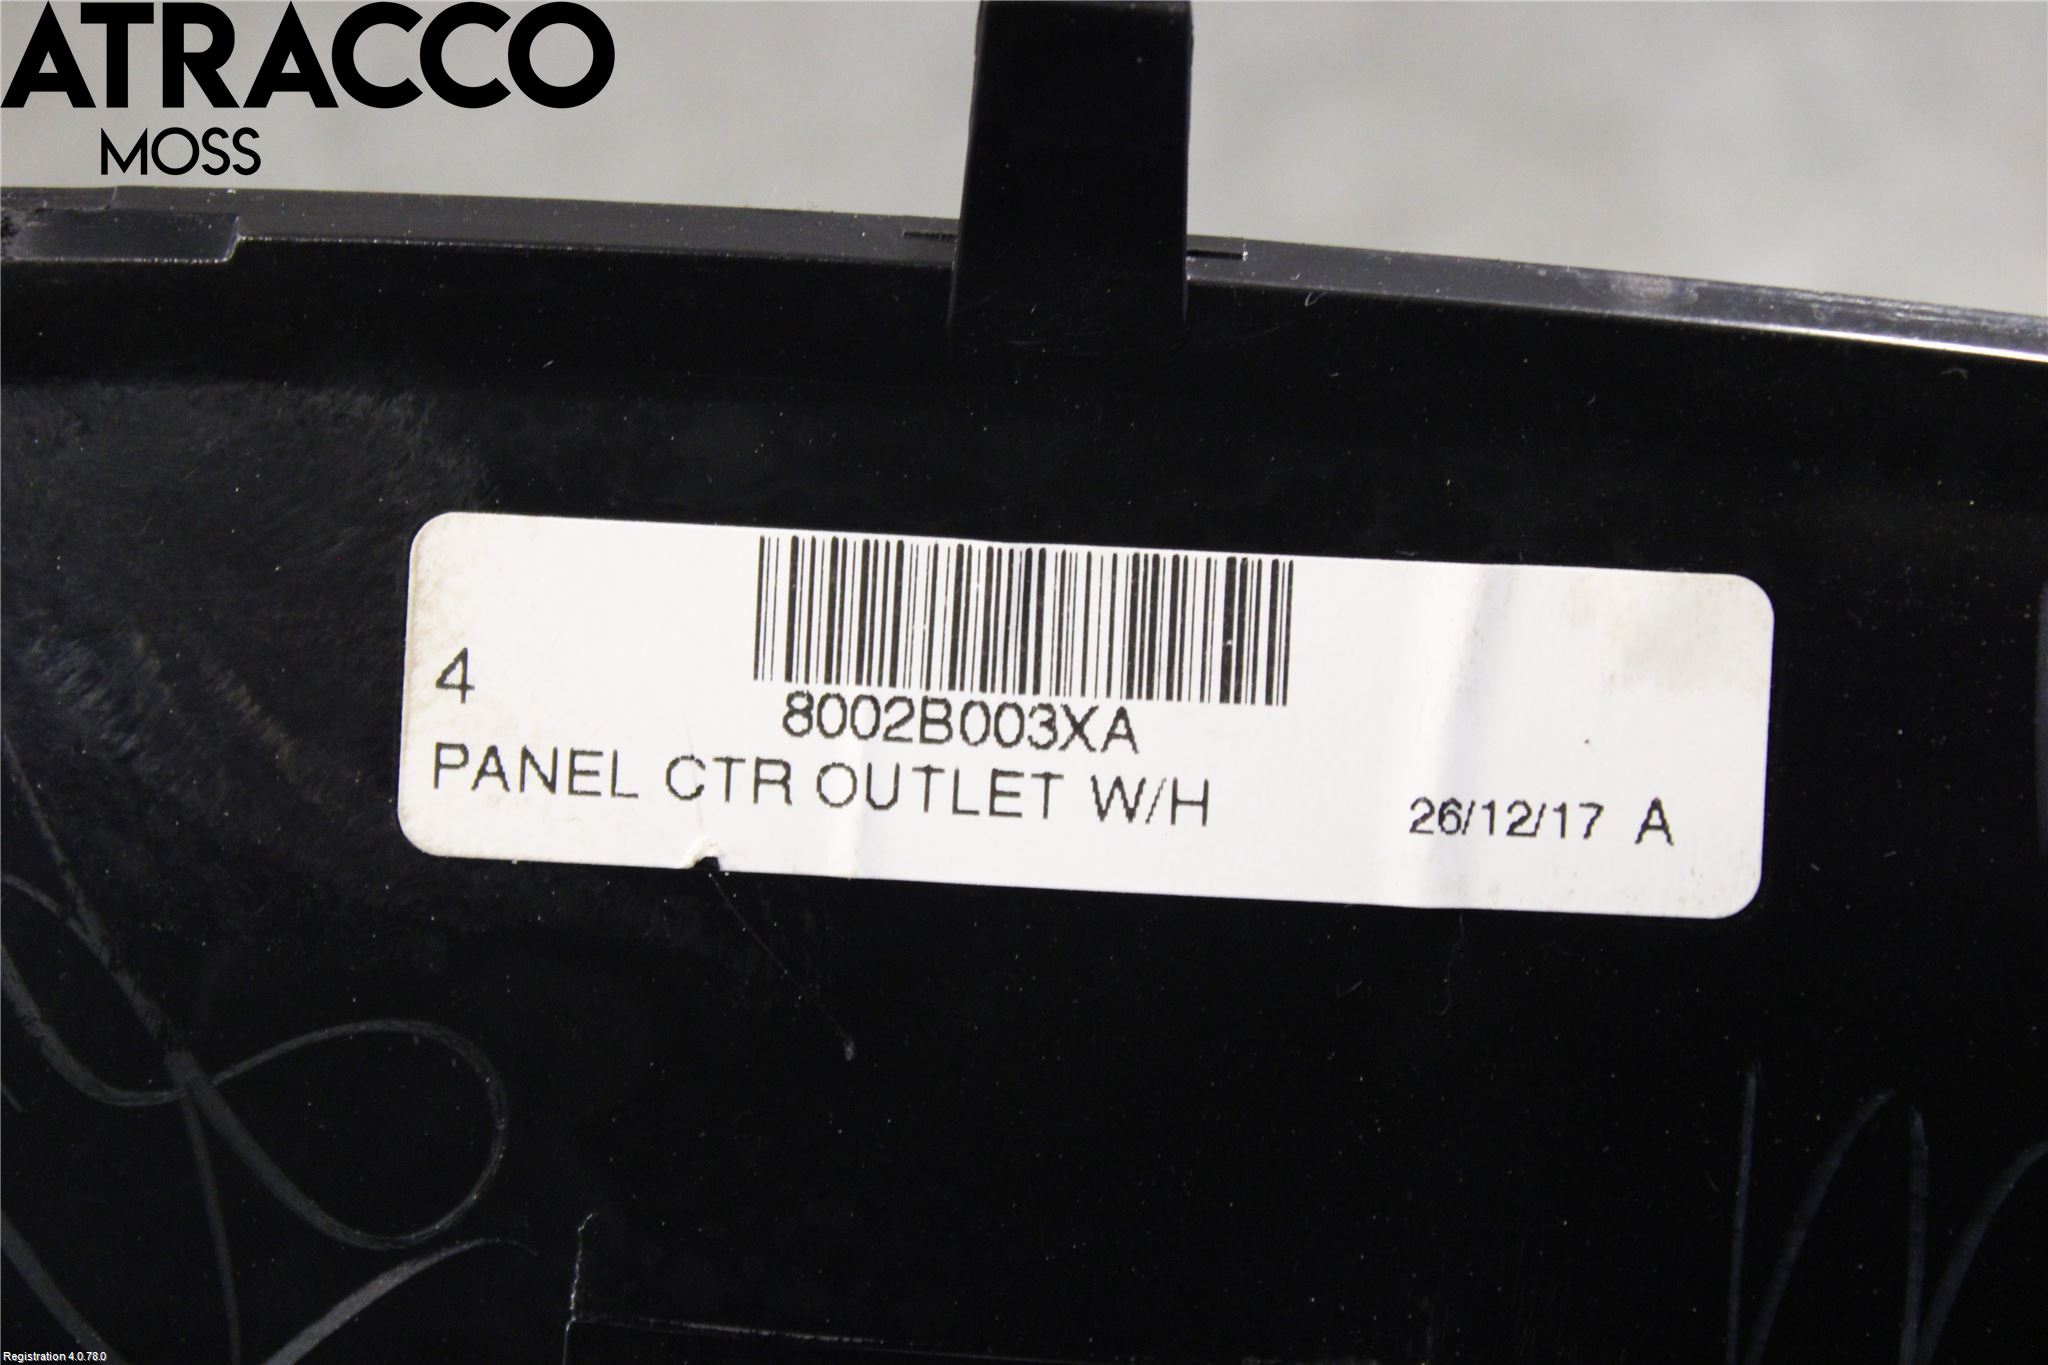 ATRACCO
MOSS
4
8002B003XA
PANEL CTR OUTLET W/H
26/12/17 A
Registration 4.0.78.0